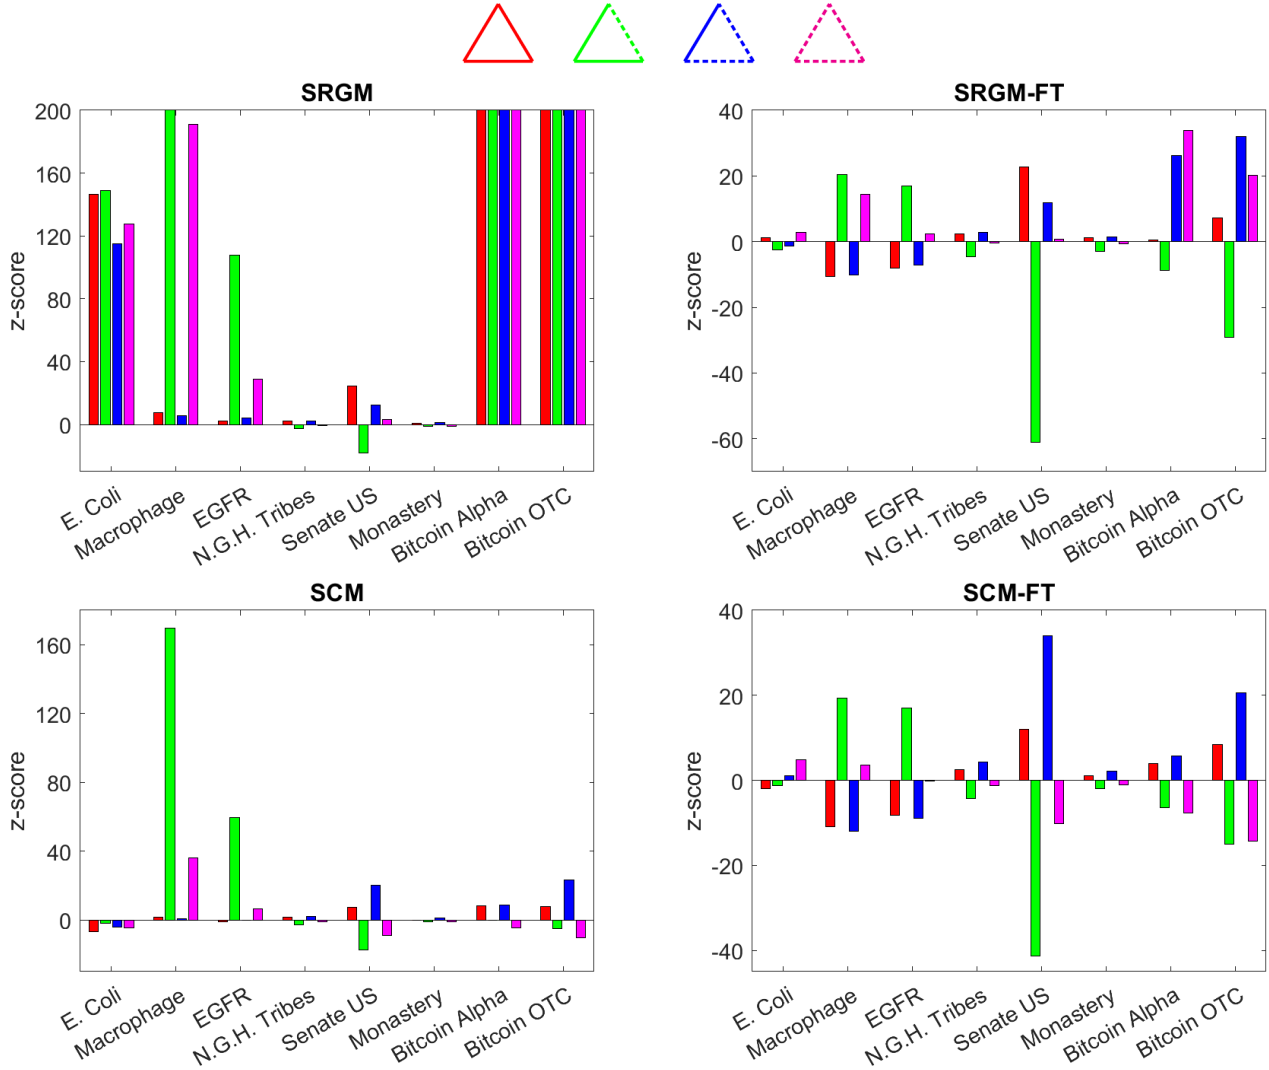 SRGM
200
160
120
80
40
0
z-score
E. Coli
Macrophage
EGFR
N.G.H. Tribes
Senate US
Monastery
Bitcoin Alpha
Bitcoin OTC
SRGM-FT
40
20
0
-20
-40
-60
z-score
E. Coli
Macrophage
EGFR
N.G.H. Tribes
Senate US
Monastery
Bitcoin Alpha
Bitcoin OTC
SCM
160
120
80
40
0
z-score
E. Coli
Macrophage
EGFR
N.G.H. Tribes
Senate US
Monastery
Bitcoin Alpha
Bitcoin OTC
SCM-FT
40
20
0
-20
-40
z-score
E. Coli
Macrophage
EGFR
N.G.H. Tribes
Senate US
Monastery
Bitcoin Alpha
Bitcoin OTC